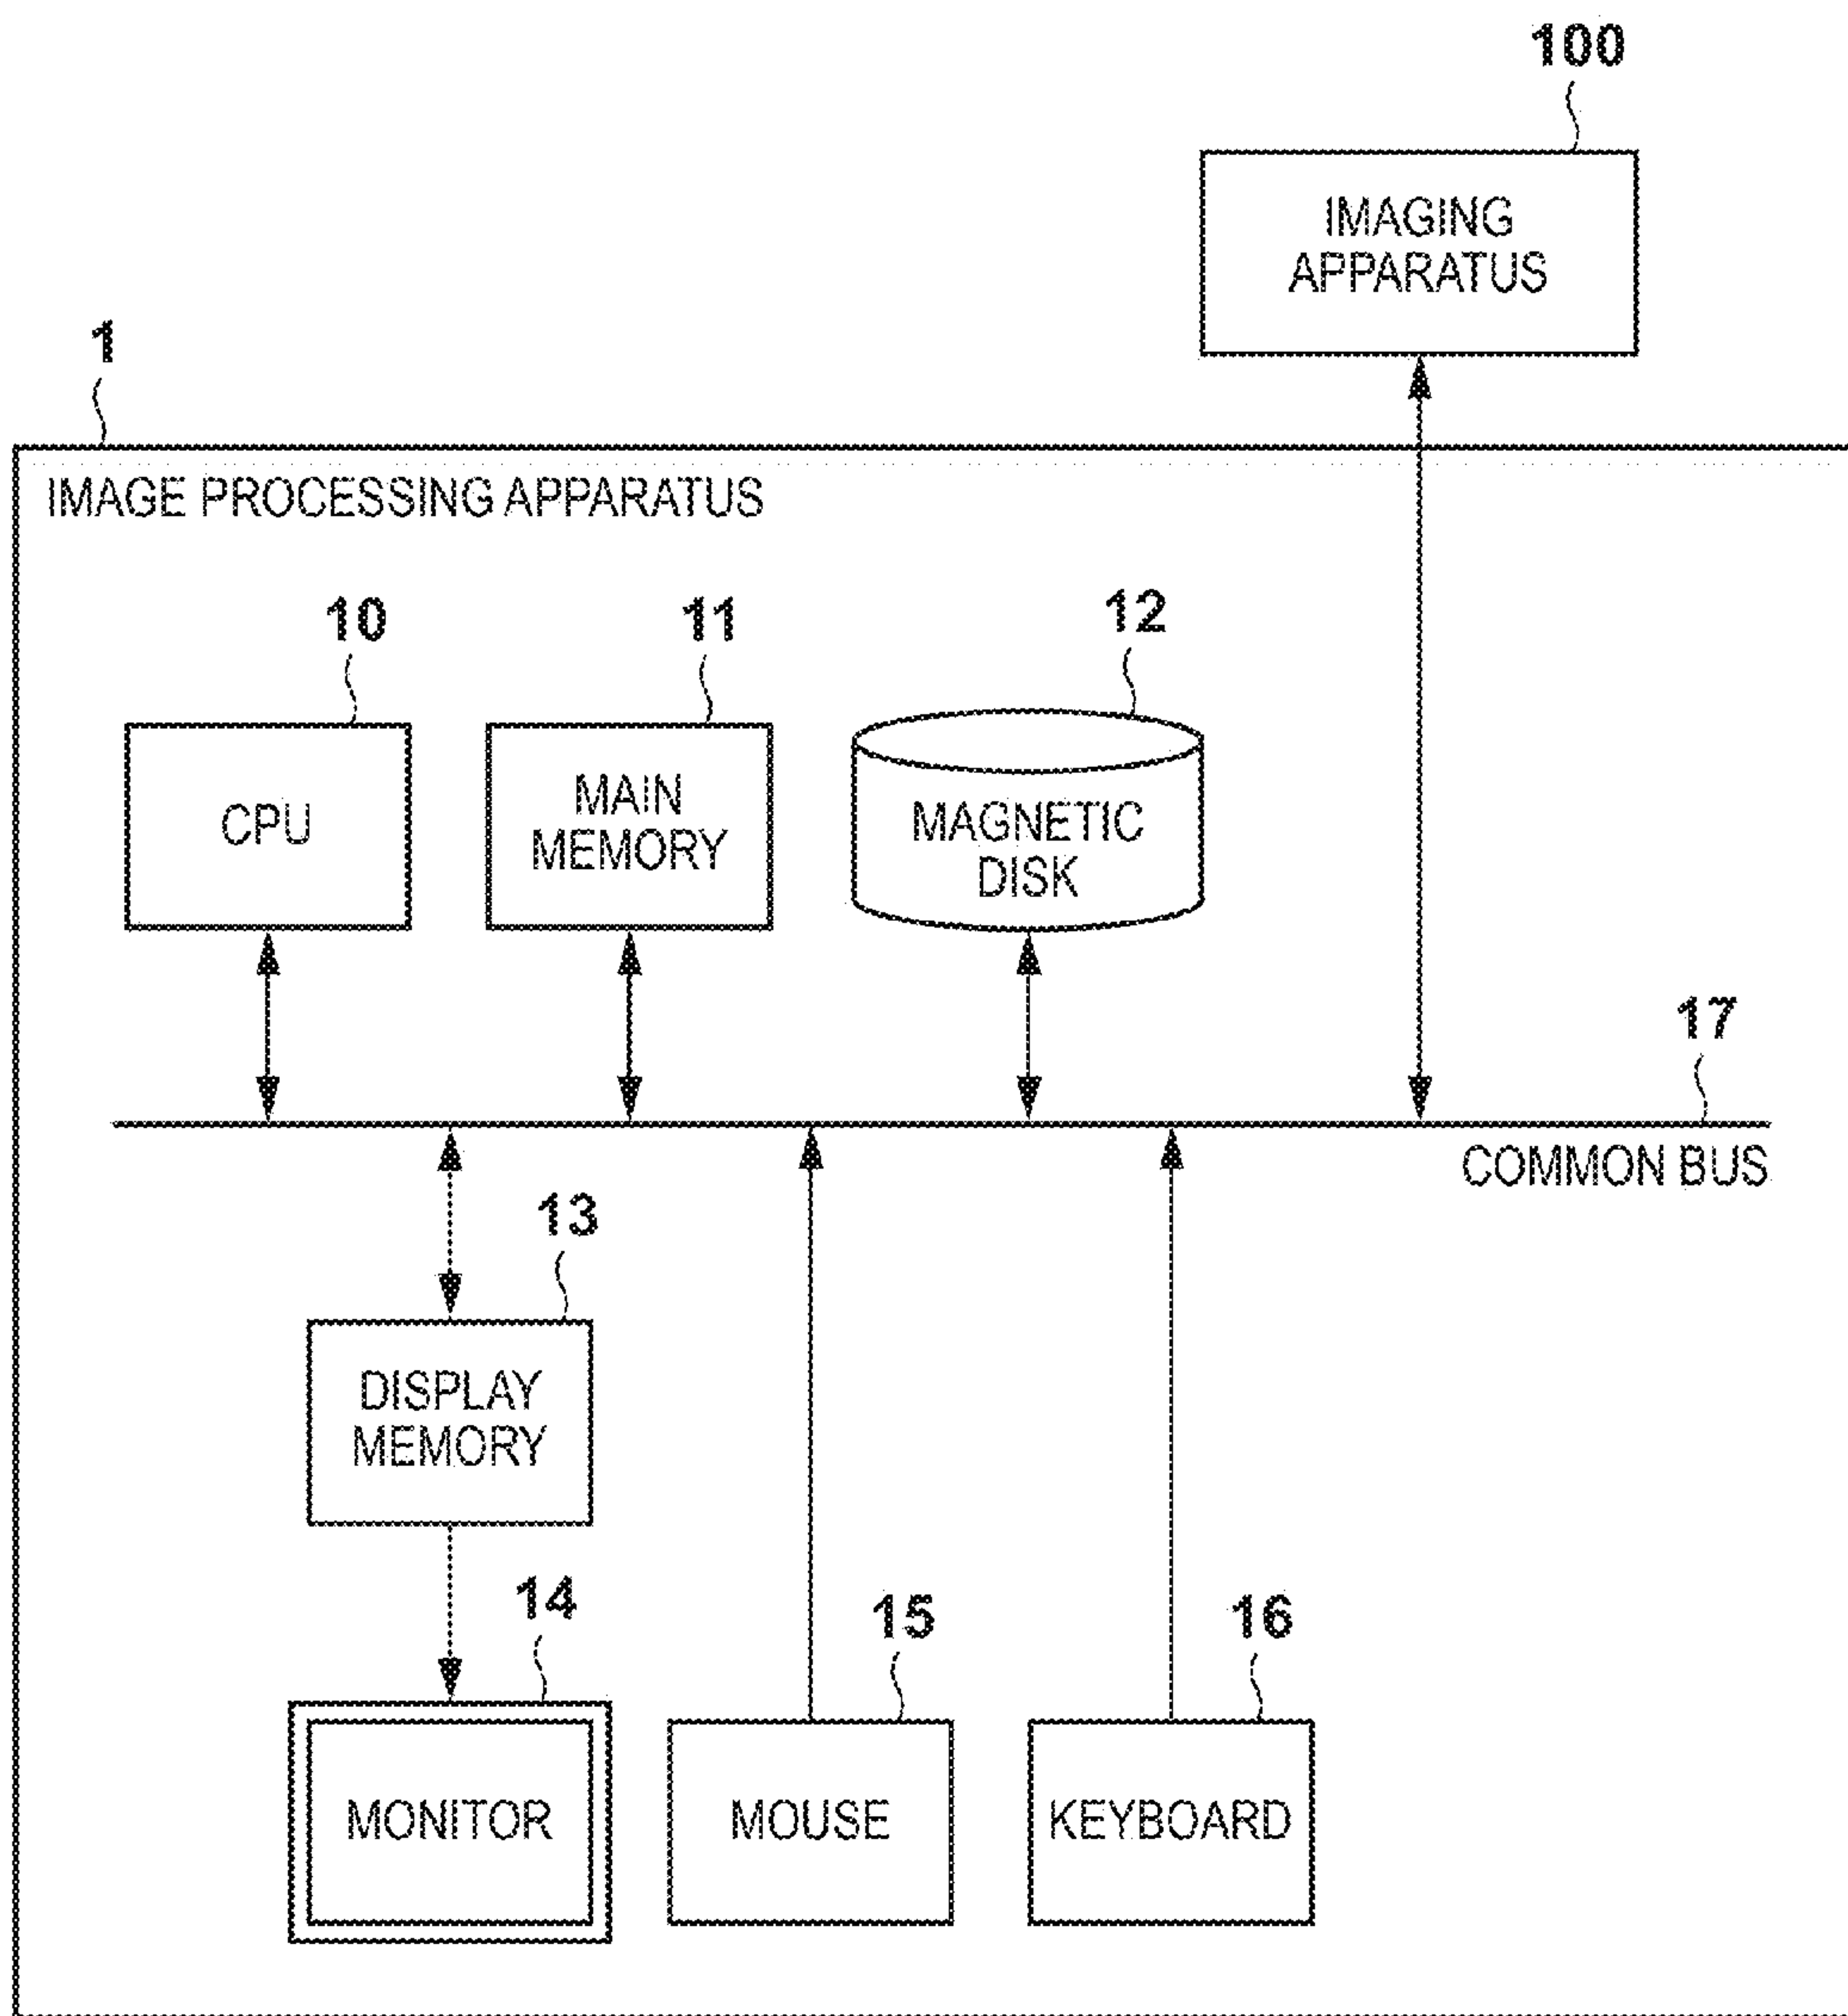 100
IMAGING
APPARATUS
1
IMAGE PROCESSING APPARATUS
10
11
12
CPU
MAIN
MEMORY
MAGNETIC
DISK
17
COMMON BUS
13
DISPLAY
MEMORY
14
15
16
MONITOR
MOUSE
KEYBOARD